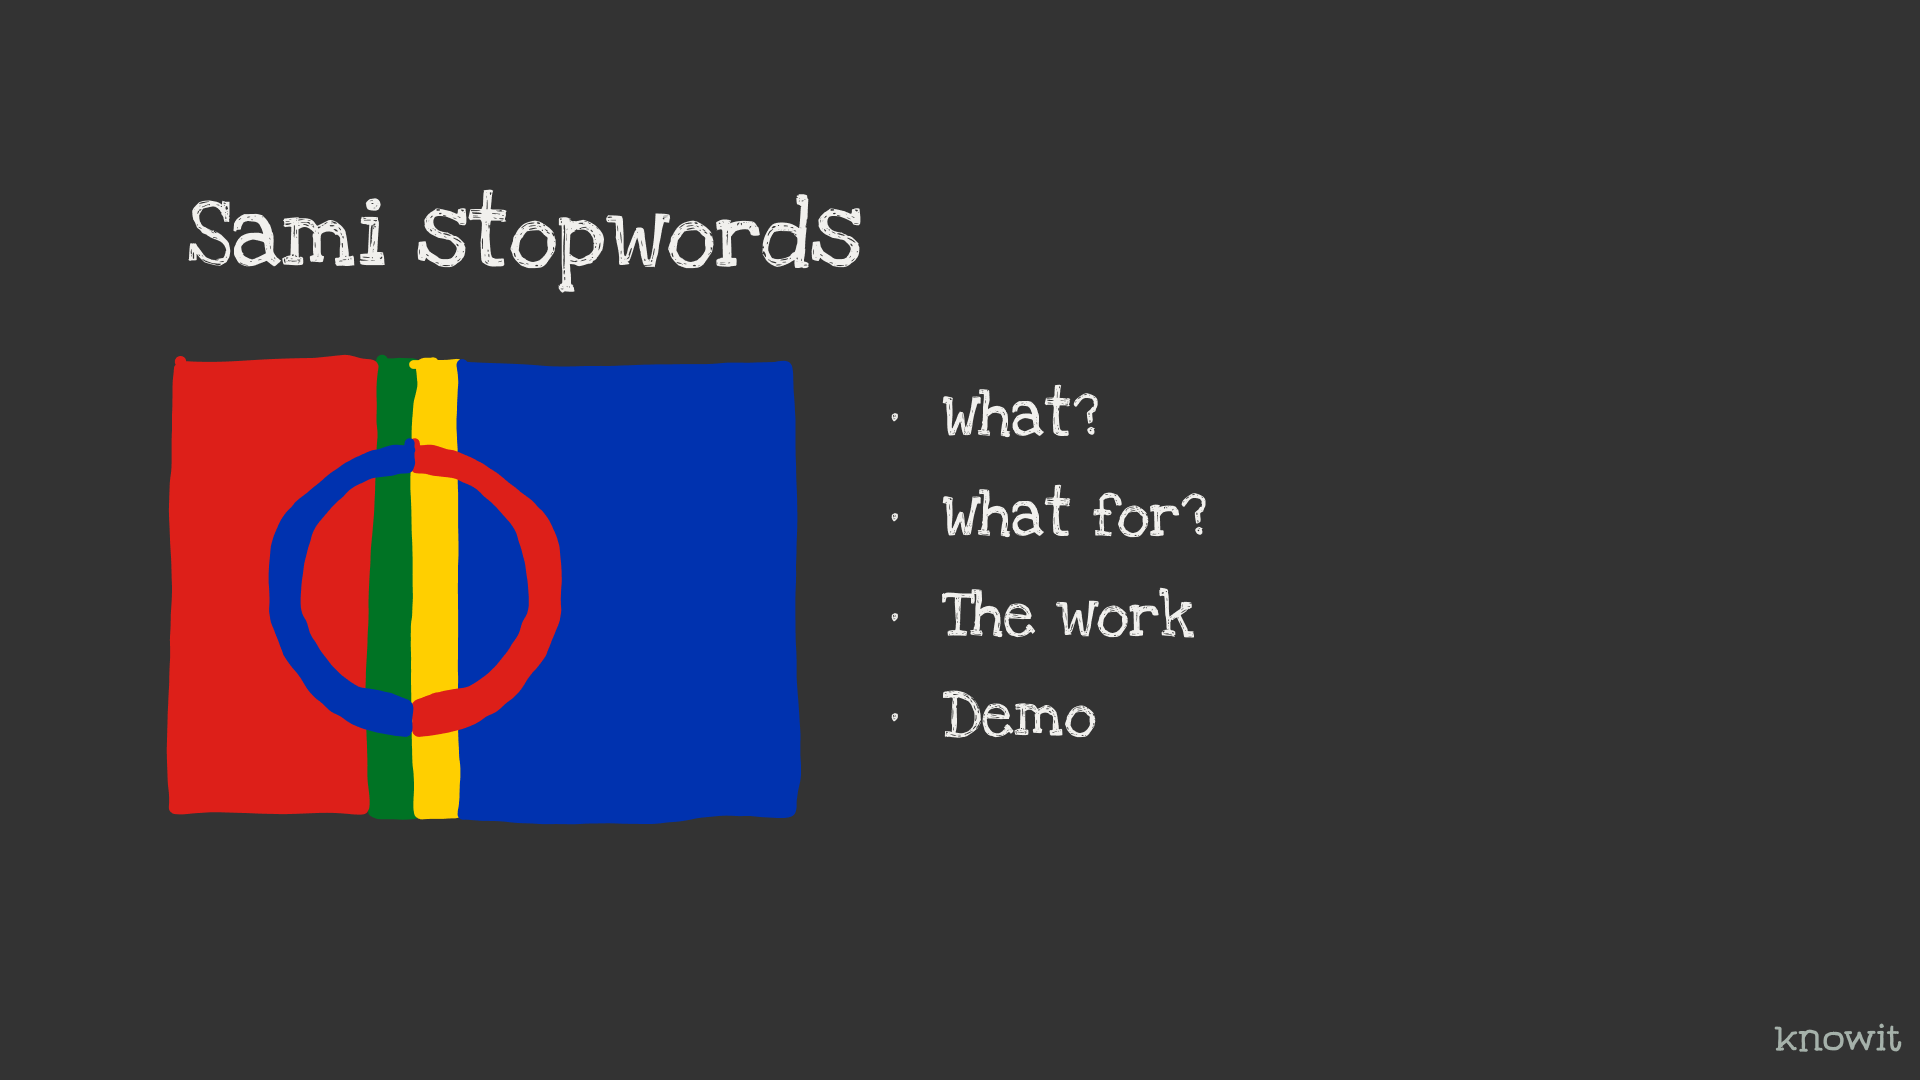 Sami stopwords
· What?
· What for?
· The work
· Demo
knowit